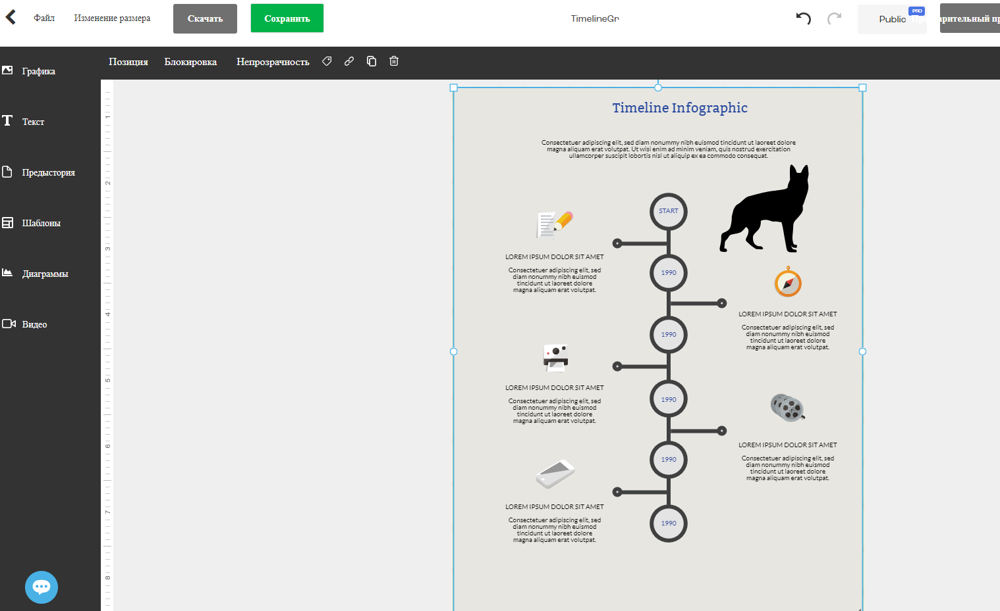 Файл
Изменение размера
Скачать
Сохранить
TimelineGr
Public
PRO
Позиция
Блокировка
Непрозрачность
Графика
Текст
Предыстория
Шаблоны
Диаграммы
Видео
1
2
3
4
5
6
7
8
Timeline Infographic
Consectetuer adipiscing elit, sed diam nonummy nibh euismod tincidunt ut laoreet dolore
magna aliquam erat volutpat. Ut wisi enim ad minim veniam, quis nostrud exercitation
ullamcorper suscipit lobortis nisl ut aliquip ex ea commodo consequat.
START
LOREM IPSUM DOLOR SIT AMET
Consectetuer adipiscing elit, sed
diam nonummy nibh euismod
tincidunt ut laoreet dolore
magna aliquam erat volutpat.
1990
LOREM IPSUM DOLOR SIT AMET
Consectetuer adipiscing elit, sed
diam nonummy nibh euismod
tincidunt ut laoreet dolore
magna aliquam erat volutpat.
1990
LOREM IPSUM DOLOR SIT AMET
Consectetuer adipiscing elit, sed
diam nonummy nibh euismod
tincidunt ut laoreet dolore
magna aliquam erat volutpat.
1990
LOREM IPSUM DOLOR SIT AMET
Consectetuer adipiscing elit, sed
diam nonummy nibh euismod
tincidunt ut laoreet dolore
magna aliquam erat volutpat.
1990
LOREM IPSUM DOLOR SIT AMET
Consectetuer adipiscing elit, sed
diam nonummy nibh euismod
tincidunt ut laoreet dolore
magna aliquam erat volutpat.
1990